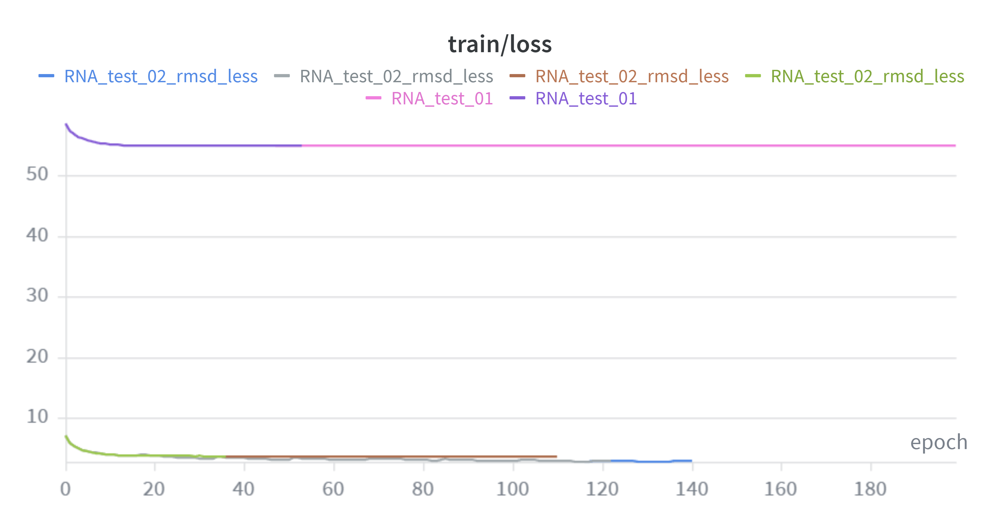 train/loss
RNA_test_02_rmsd_less RNA_test_02_rmsd_less RNA_test_02_rmsd_less RNA_test_02_rmsd_less
RNA_test_01 RNA_test_01
50
40
30
20
10
epoch
0 20 40 60 80 100 120 140 160 180